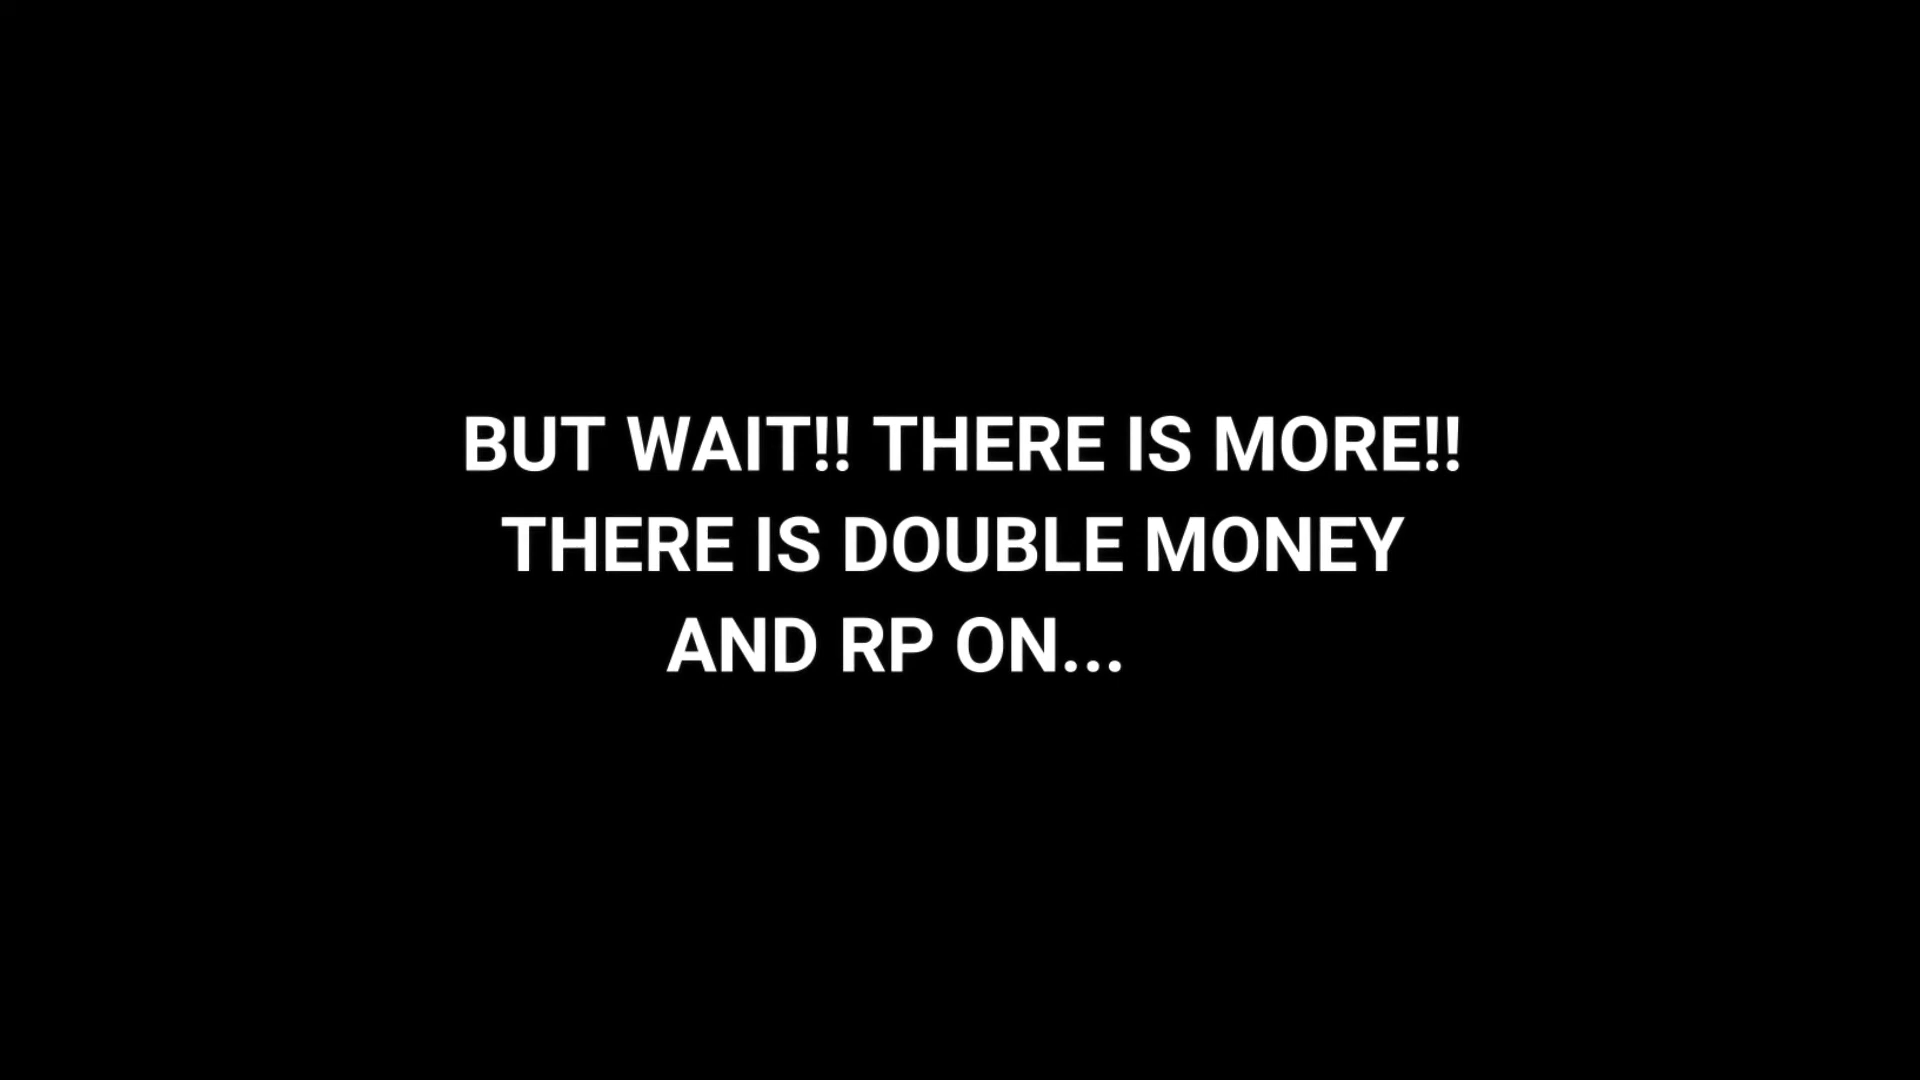 BUT WAIT!! THERE IS MORE!!
THERE IS DOUBLE MONEY
AND RP ON...